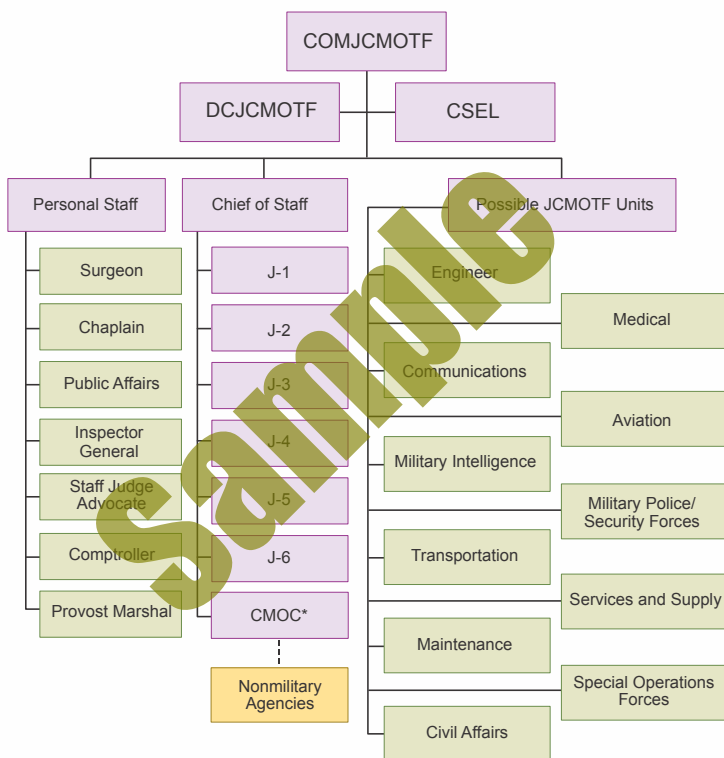 COMJCMOTF
DCJCMOTF
CSEL
Personal Staff
Chief of Staff
Possible JCMOTF Units
Surgeon
Chaplain
Public Affairs
Inspector
General
Staff Judge
Advocate
Comptroller
Provost Marshal
J-1
J-2
J-3
J-4
J-5
J-6
CMOC*
Nonmilitary
Agencies
Engineer
Medical
Communications
Aviation
Military Intelligence
Military Police/
Security Forces
Transportation
Services and Supply
Maintenance
Special Operations
Forces
Civil Affairs
Sample